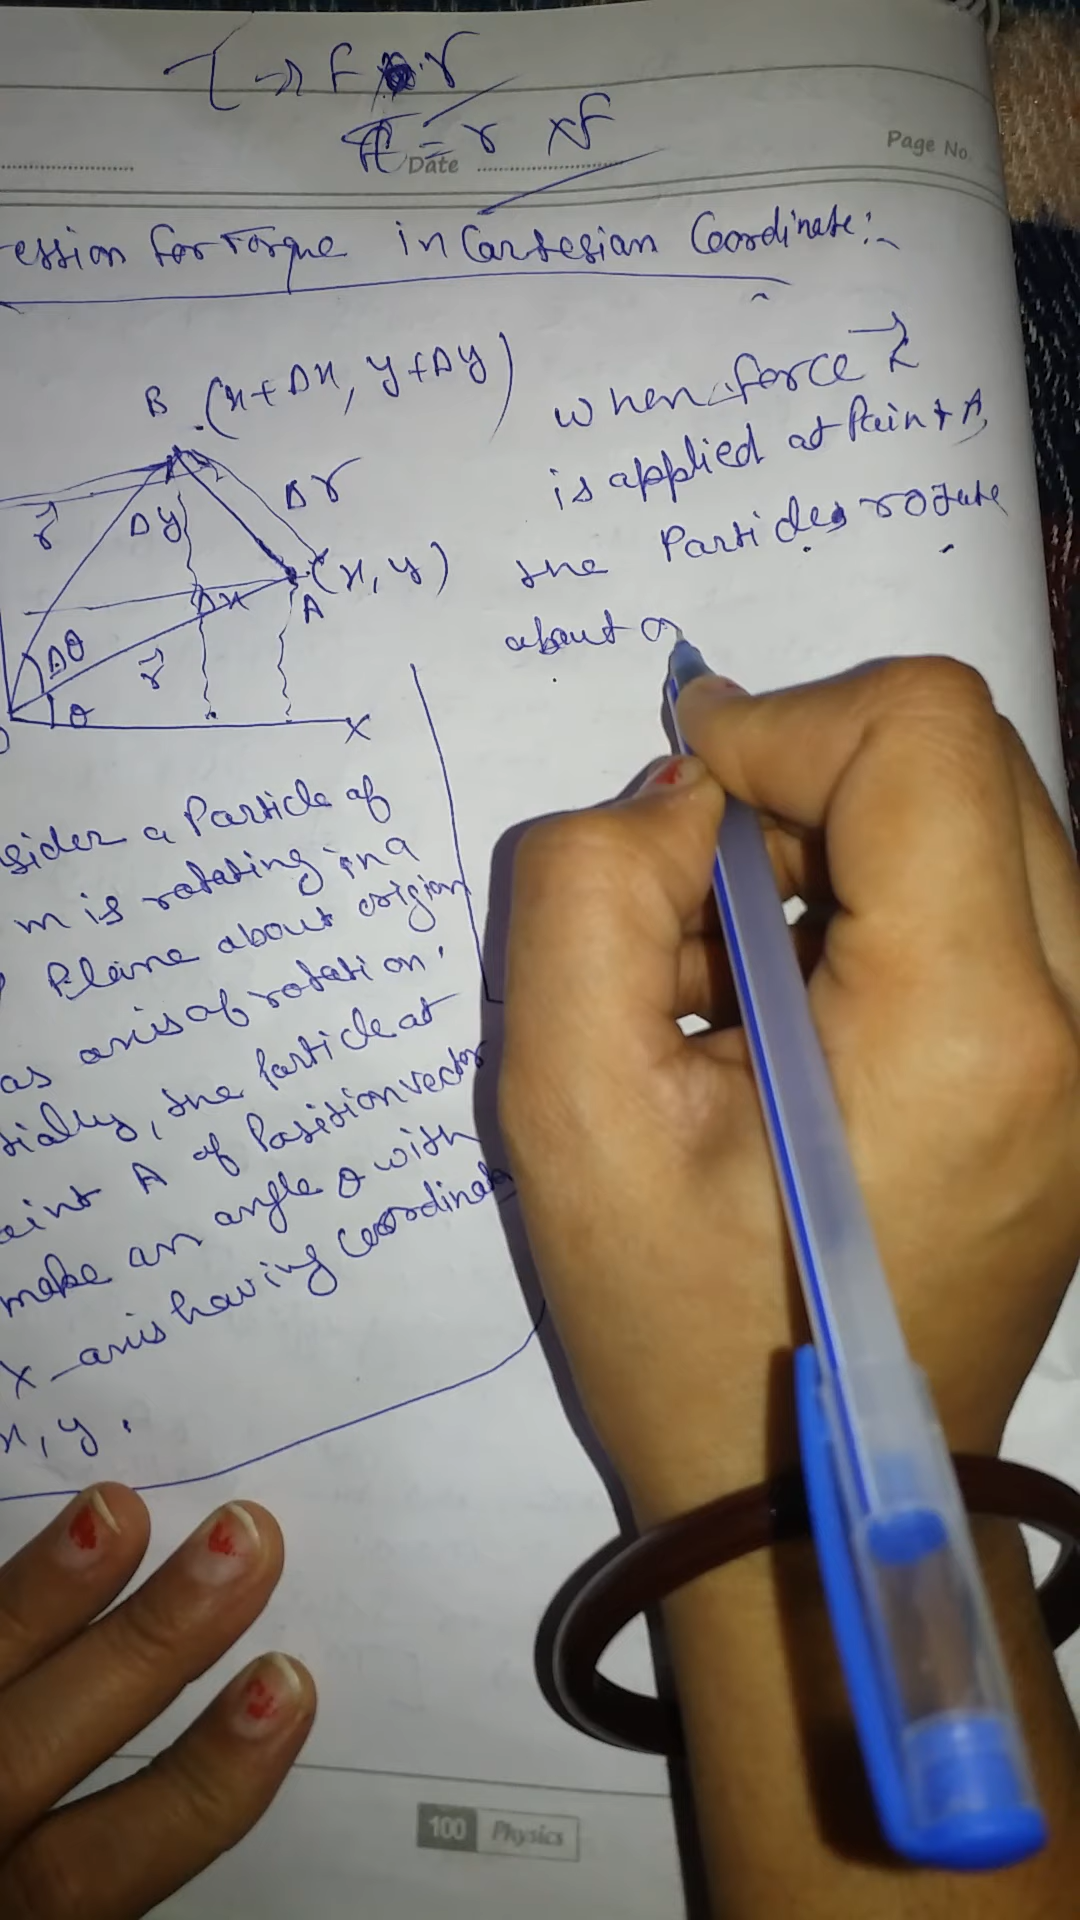 τ → F r
τ = r × F
Date
Page No.
ession for Torque in Cartesian Coordinate:-
B (x+Δx, y+Δy)
Δr
r
Δy
(x, y)
Δx
A
Δθ
r
θ
X
sider a Particle of
m is rotating in a
Plane about origion
as axis of rotation.
tially, the particle at
oint A of Position vector
make an angle θ with
X-axis having Coordinate
x, y.
when force
is applied at Point A,
the Particles rotate
about
100 Physics